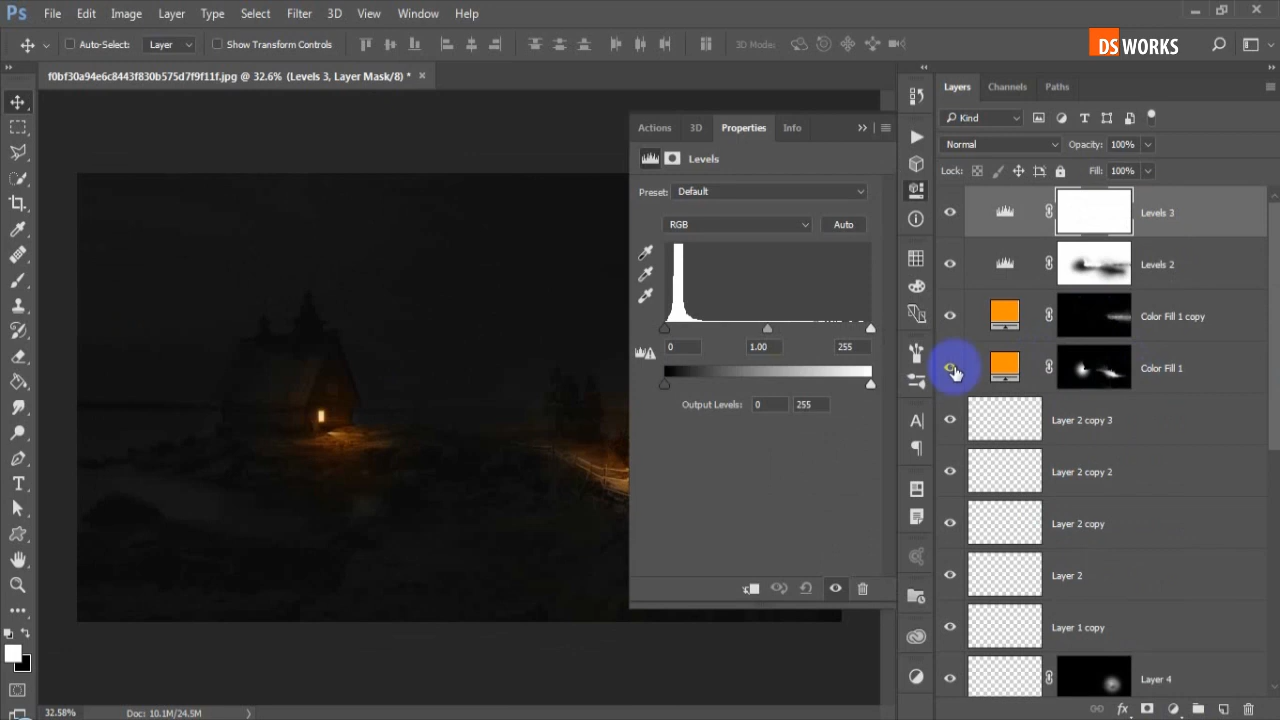 Ps File Edit Image Layer Type Select Filter 3D View Window Help
Auto-Select: Layer Show Transform Controls 3D Mode:
DS WORKS
f0bf30a94e6c8443f830b575d7f9f11f.jpg @ 32.6% (Levels 3, Layer Mask/8) * ×
Actions 3D Properties Info
Levels
Preset: Default
RGB Auto
0 1.00 255
Output Levels: 0 255
Layers Channels Paths
Kind
Normal Opacity: 100%
Lock: Fill: 100%
Levels 3
Levels 2
Color Fill 1 copy
Color Fill 1
Layer 2 copy 3
Layer 2 copy 2
Layer 2 copy
Layer 2
Layer 1 copy
Layer 4
32.58% Doc: 10.1M/24.5M